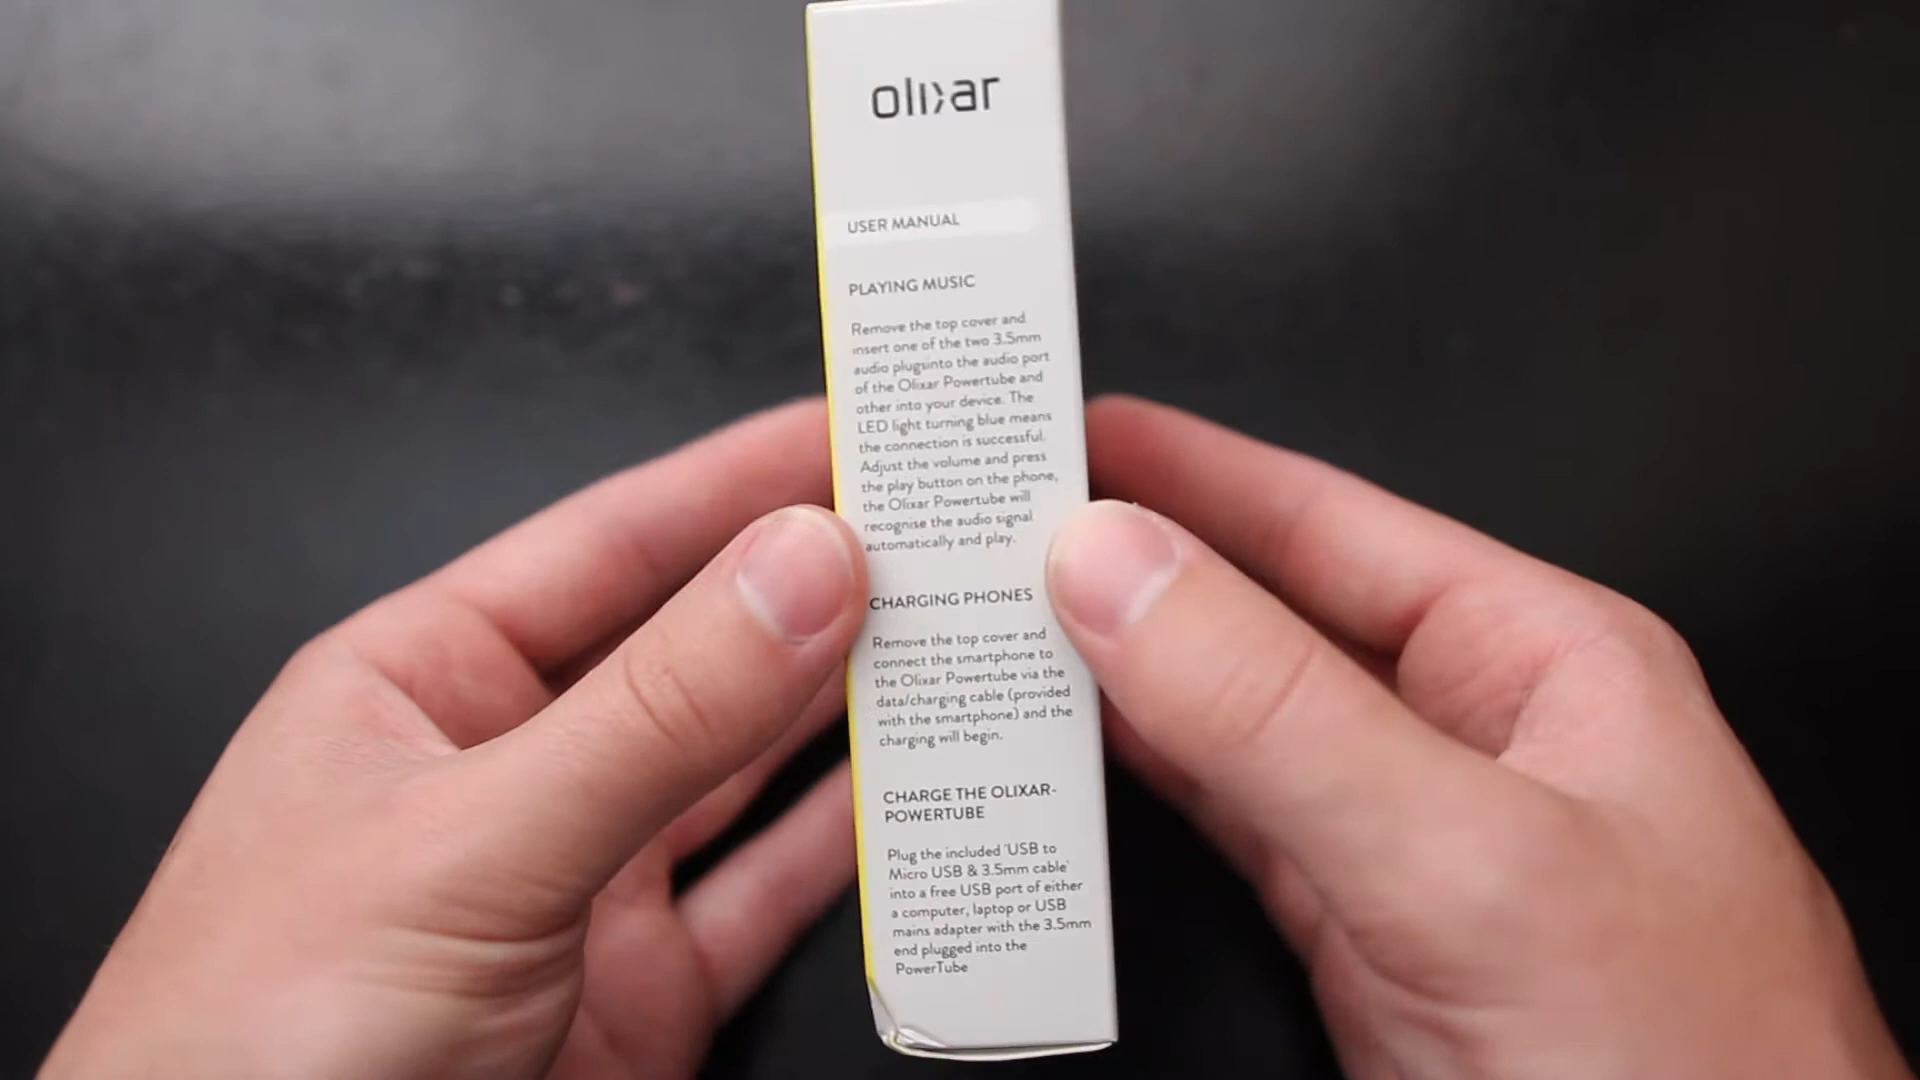 olixar
USER MANUAL
PLAYING MUSIC
Remove the top cover and
insert one of the two 3.5mm
audio plugsinto the audio port
of the Olixar Powertube and
other into your device. The
LED light turning blue means
the connection is successful.
Adjust the volume and press
the play button on the phone,
the Olixar Powertube will
recognise the audio signal
automatically and play.
CHARGING PHONES
Remove the top cover and
connect the smartphone to
the Olixar Powertube via the
data/charging cable (provided
with the smartphone) and the
charging will begin.
CHARGE THE OLIXAR-
POWERTUBE
Plug the included 'USB to
Micro USB & 3.5mm cable'
into a free USB port of either
a computer, laptop or USB
mains adapter with the 3.5mm
end plugged into the
PowerTube